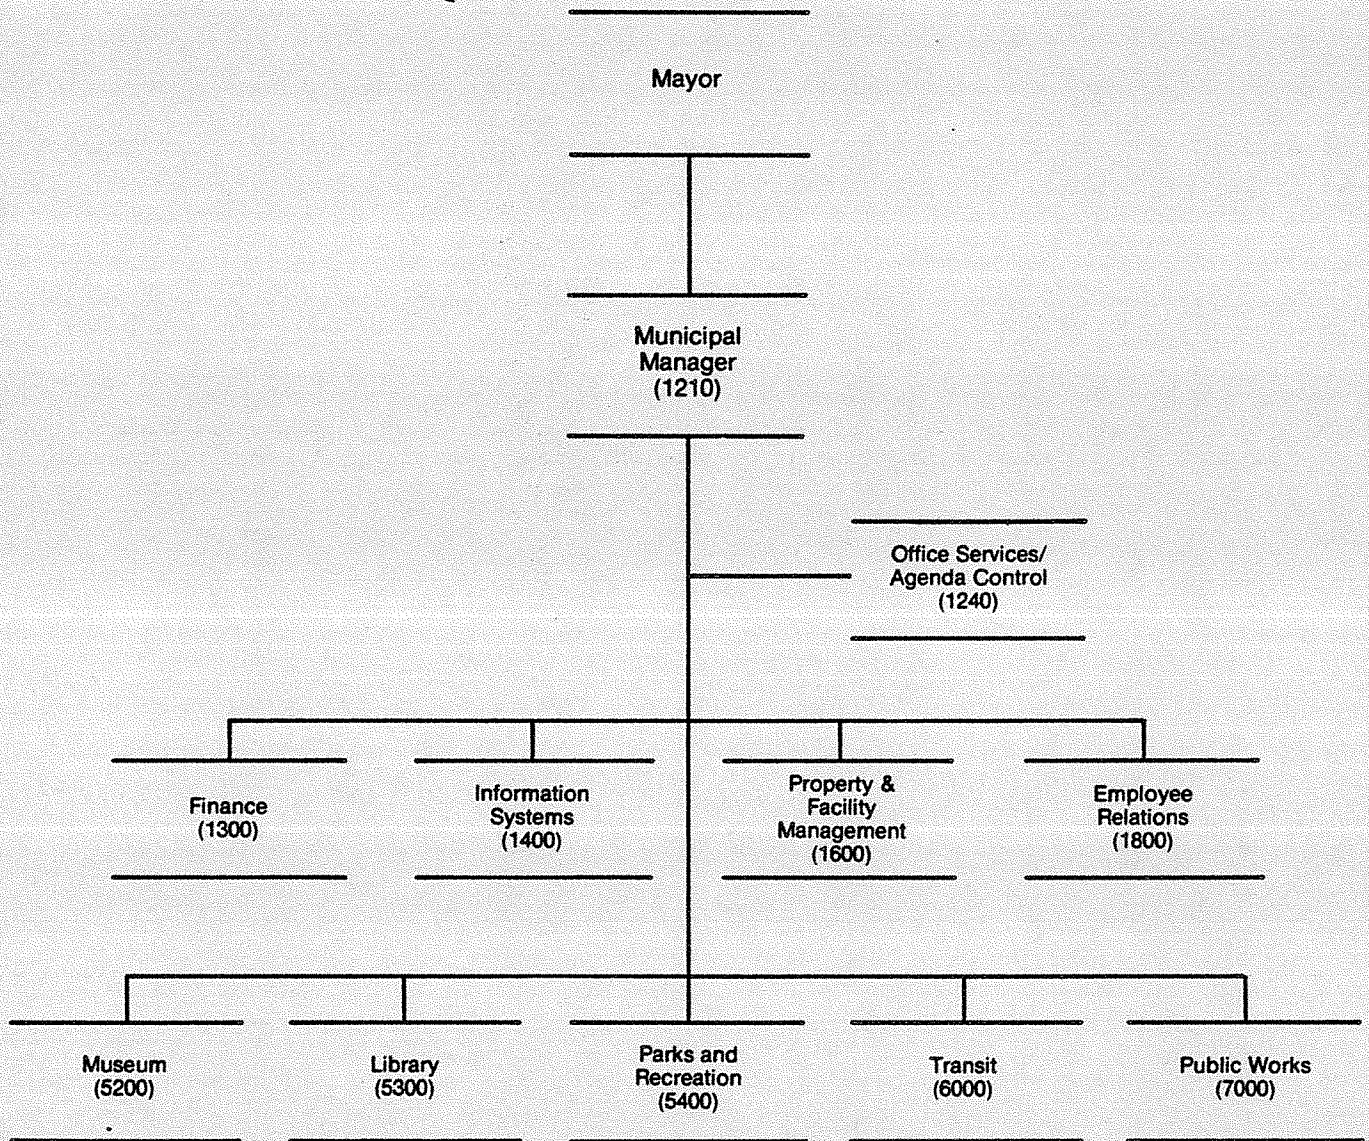 Mayor
Municipal
Manager
(1210)
Office Services/
Agenda Control
(1240)
Finance
(1300)
Information
Systems
(1400)
Property &
Facility
Management
(1600)
Employee
Relations
(1800)
Museum
(5200)
Library
(5300)
Parks and
Recreation
(5400)
Transit
(6000)
Public Works
(7000)